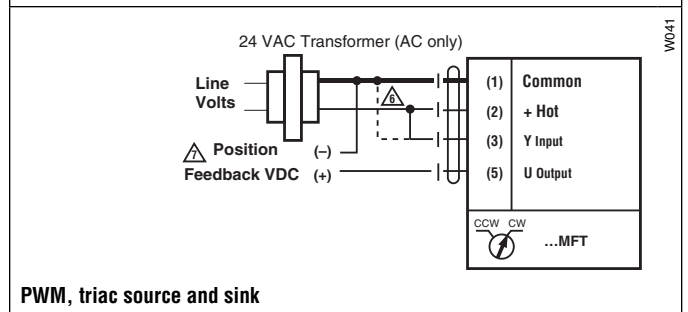 W041
24 VAC Transformer (AC only)
Line
Volts
6
7 Position (–)
Feedback VDC (+)
(1) Common
(2) + Hot
(3) Y Input
(5) U Output
CCW CW
...MFT
PWM, triac source and sink